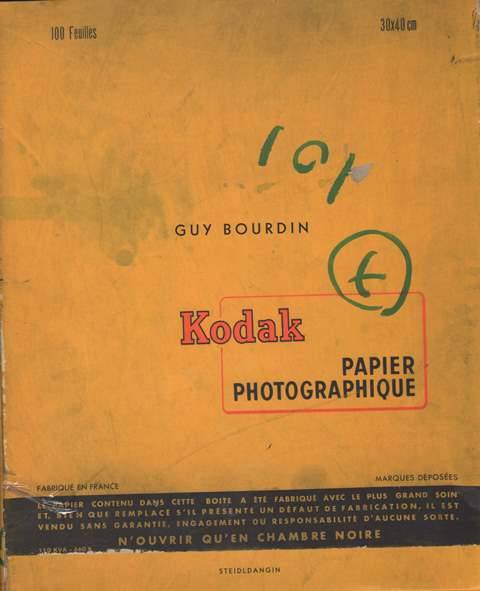 100 Feuilles
30x40cm
101
GUY BOURDIN
E
Kodak
PAPIER
PHOTOGRAPHIQUE
FABRIQUÉ EN FRANCE
MARQUES DÉPOSÉES
LE PAPIER CONTENU DANS CETTE BOITE A ÉTÉ FABRIQUÉ AVEC LE PLUS GRAND SOIN
ET, BIEN QUE REMPLACÉ S'IL PRÉSENTE UN DÉFAUT DE FABRICATION, IL EST
VENDU SANS GARANTIE, ENGAGEMENT OU RESPONSABILITÉ D'AUCUNE SORTE.
N'OUVRIR QU'EN CHAMBRE NOIRE
STEIDLDANGIN